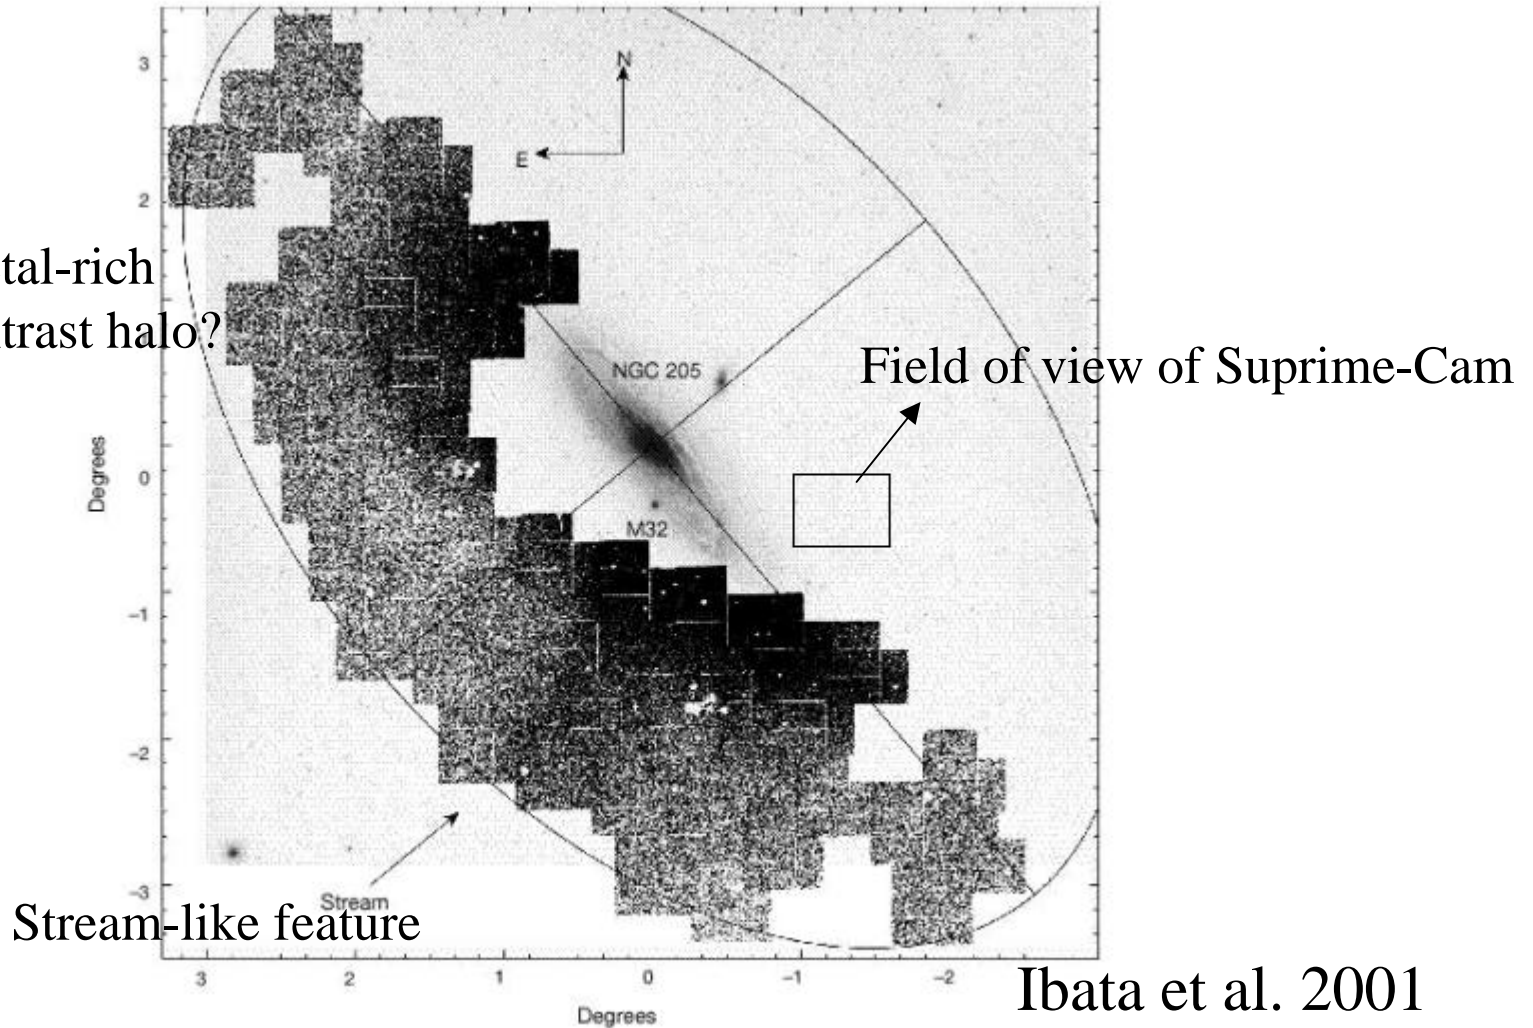 3
N
E
2
tal-rich
trast halo?
NGC 205
Field of view of Suprime-Cam
Degrees
0
M32
–1
–2
–3
Stream
Stream-like feature
3 2 1 0 –1 –2
Degrees
Ibata et al. 2001